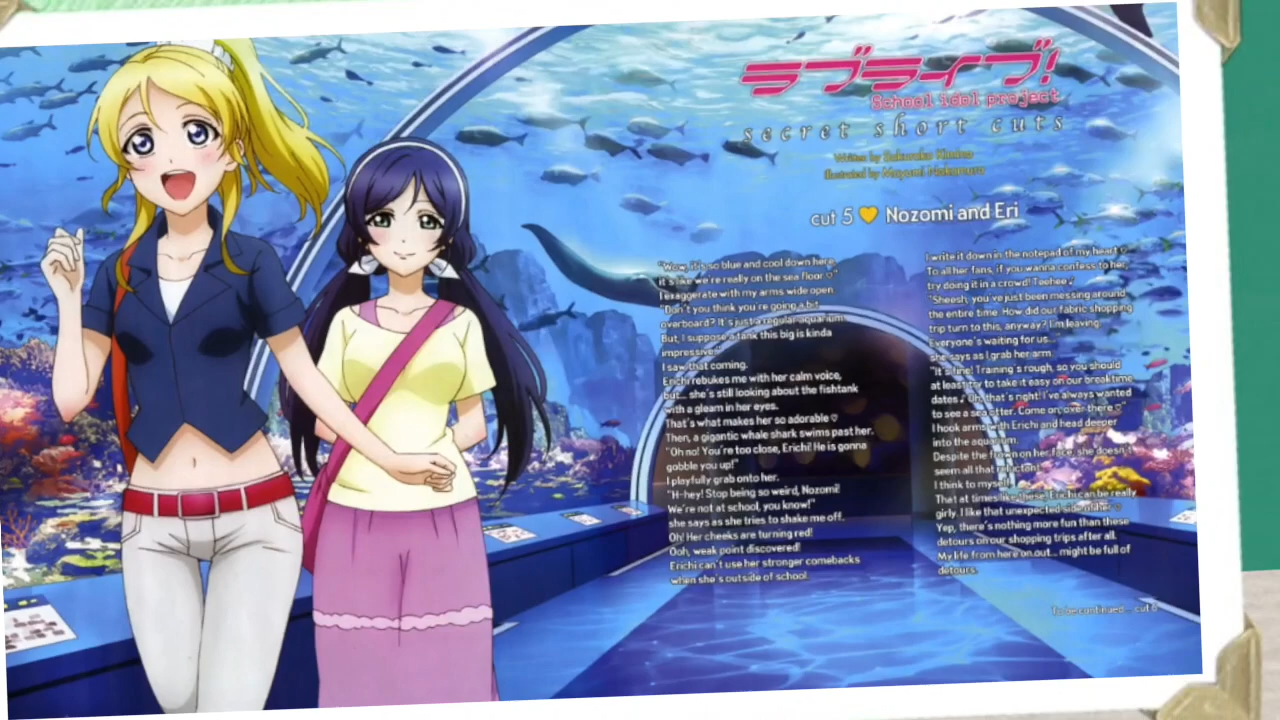 ラブライブ!
School idol project
secret short cuts
Written by Sakurako Kimino
Illustrated by Mayumi Nakamura
cut 5 💛 Nozomi and Eri
"Wow, it's so blue and cool down here.
It's like we're really on the sea floor♡"
I exaggerate with my arms wide open.
"Don't you think you're going a bit
overboard? It's just a regular aquarium.
But, I suppose a tank this big is kinda
impressive."
I saw that coming.
Erichi rebukes me with her calm voice,
but... she's still looking about the fishtank
with a gleam in her eyes.
That's what makes her so adorable♡
Then, a gigantic whale shark swims past her.
"Oh no! You're too close, Erichi! He is gonna
gobble you up!"
I playfully grab onto her.
"H-hey! Stop being so weird, Nozomi!
We're not at school, you know!"
she says as she tries to shake me off.
Oh! Her cheeks are turning red!
Ooh, weak point discovered!
Erichi can't use her stronger comebacks
when she's outside of school.
I write it down in the notepad of my heart♡
To all her fans, if you wanna confess to her,
try doing it in a crowd! Teehee♪
"Sheesh, you've just been messing around
the entire time. How did our fabric shopping
trip turn to this, anyway? I'm leaving.
Everyone's waiting for us..."
she says as I grab her arm.
"It's fine! Training's rough, so you should
at least try to take it easy on our breaktime
dates♪ Oh, that's right! I've always wanted
to see a sea otter. Come on, over there♡"
I hook arms with Erichi and head deeper
into the aquarium.
Despite the frown on her face, she doesn't
seem all that reluctant.
I think to myself.
That at times like these, Erichi can be really
girly. I like that unexpected side of her♡
Yep, there's nothing more fun than these
detours on our shopping trips after all.
My life from here on out... might be full of
detours.
To be continued... cut 6